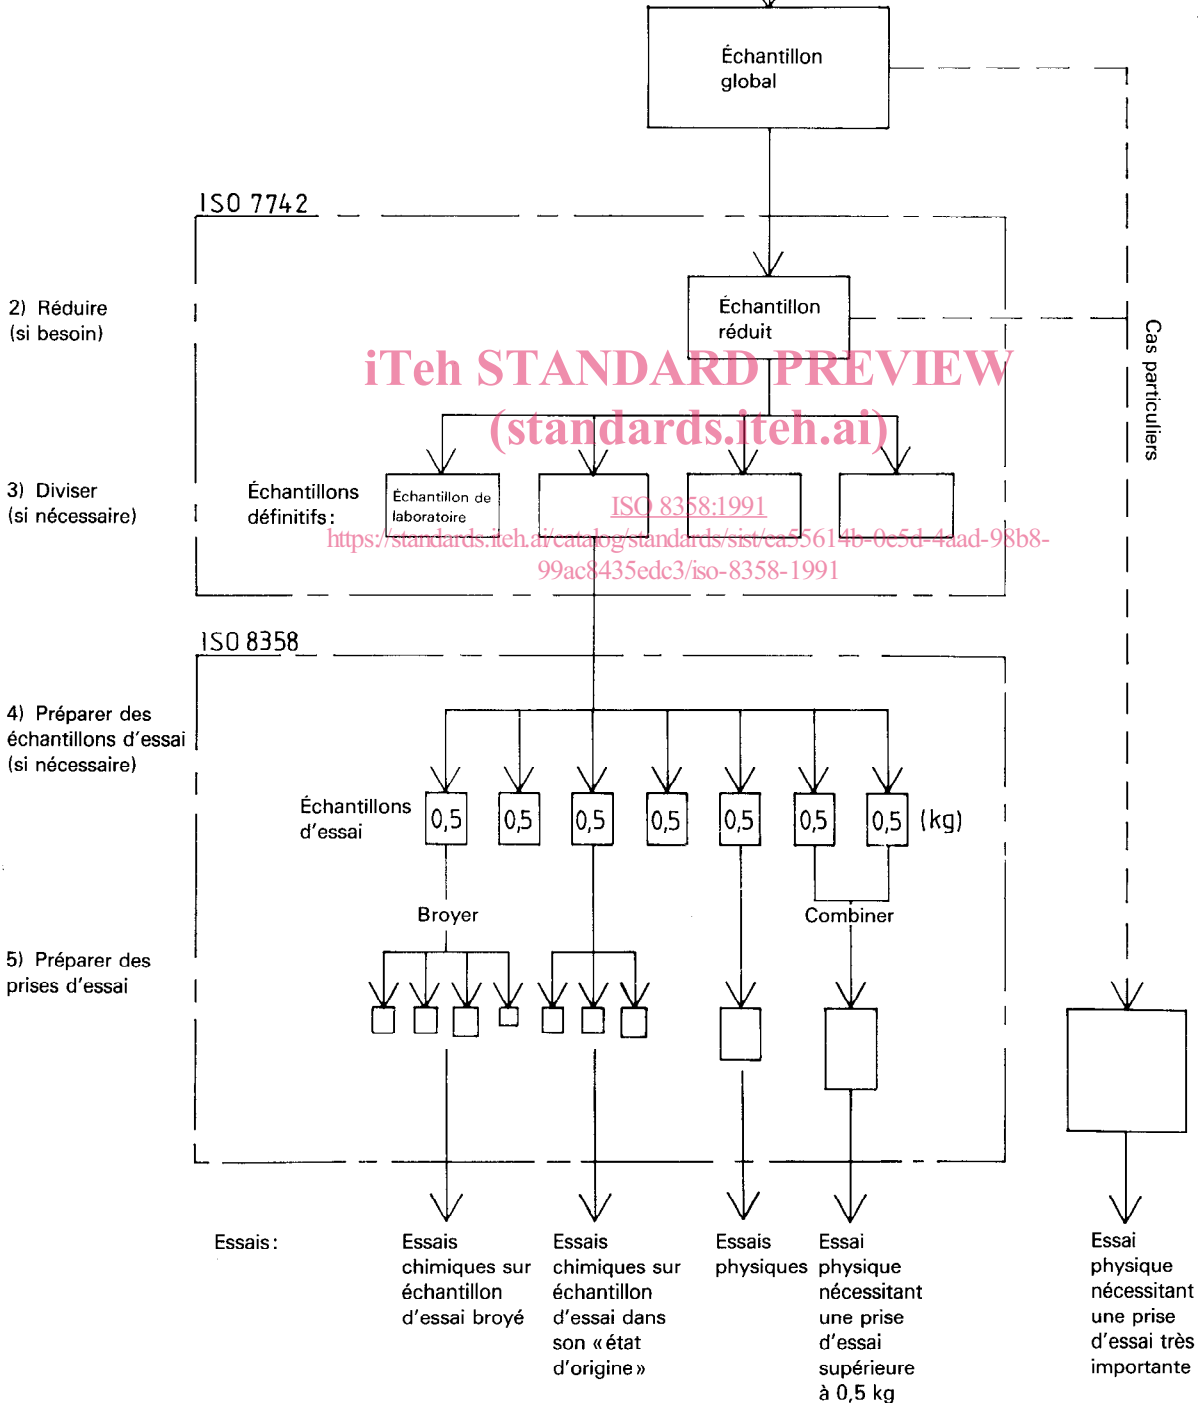 Échantillon
global
ISO 7742
2) Réduire
(si besoin)
Échantillon
réduit
Cas particuliers
iTeh STANDARD PREVIEW
(standards.iteh.ai)
3) Diviser
(si nécessaire)
Échantillons
définitifs :
Échantillon de
laboratoire
ISO 8358:1991
https://standards.iteh.ai/catalog/standards/sist/ea55614b-0e5d-4aad-98b8-
99ac8435edc3/iso-8358-1991
ISO 8358
4) Préparer des
échantillons d'essai
(si nécessaire)
Échantillons
d'essai
0,5 0,5 0,5 0,5 0,5 0,5 0,5 (kg)
Broyer
Combiner
5) Préparer des
prises d'essai
Essais :
Essais
chimiques sur
échantillon
d'essai broyé
Essais
chimiques sur
échantillon
d'essai dans
son «état
d'origine»
Essais
physiques
Essai
physique
nécessitant
une prise
d'essai
supérieure
à 0,5 kg
Essai
physique
nécessitant
une prise
d'essai très
importante